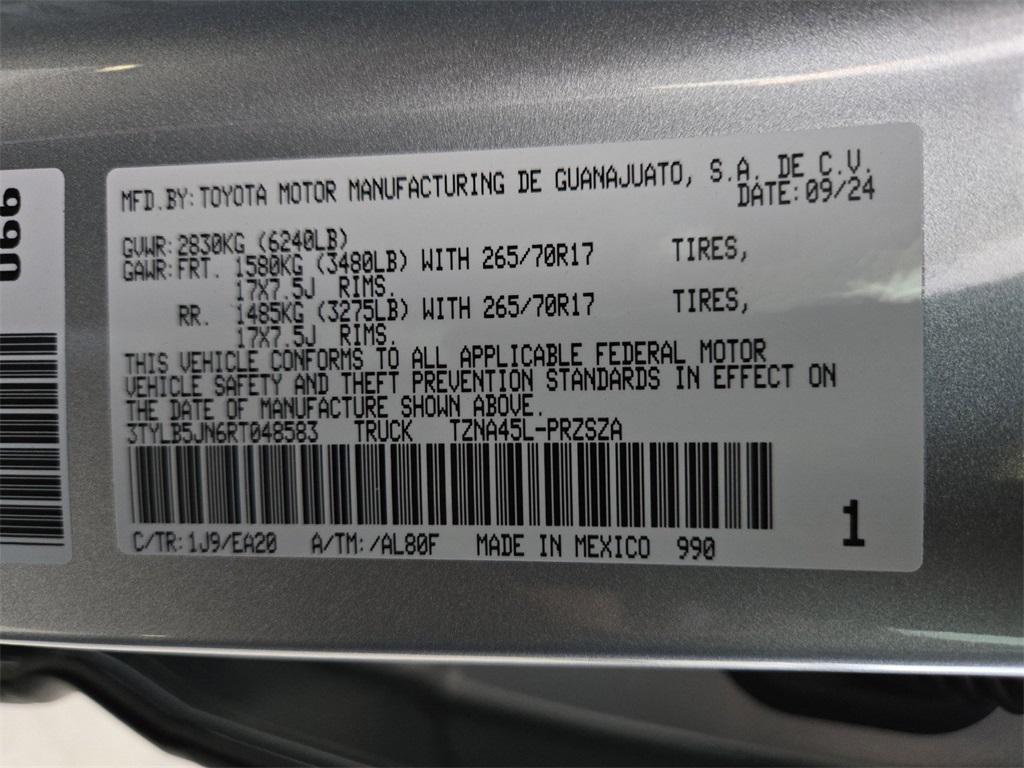 MFD.BY:TOYOTA MOTOR MANUFACTURING DE GUANAJUATO, S.A. DE C.V.
DATE:09/24
GVWR:2830KG (6240LB)
GAWR:FRT. 1580KG (3480LB) WITH 265/70R17 TIRES,
17X7.5J RIMS.
RR. 1485KG (3275LB) WITH 265/70R17 TIRES,
17X7.5J RIMS.
THIS VEHICLE CONFORMS TO ALL APPLICABLE FEDERAL MOTOR
VEHICLE SAFETY AND THEFT PREVENTION STANDARDS IN EFFECT ON
THE DATE OF MANUFACTURE SHOWN ABOVE.
3TYLB5JN6RT048583 TRUCK TZNA45L-PRZSZA
C/TR:1J9/EA20 A/TM:/AL80F MADE IN MEXICO 990
1